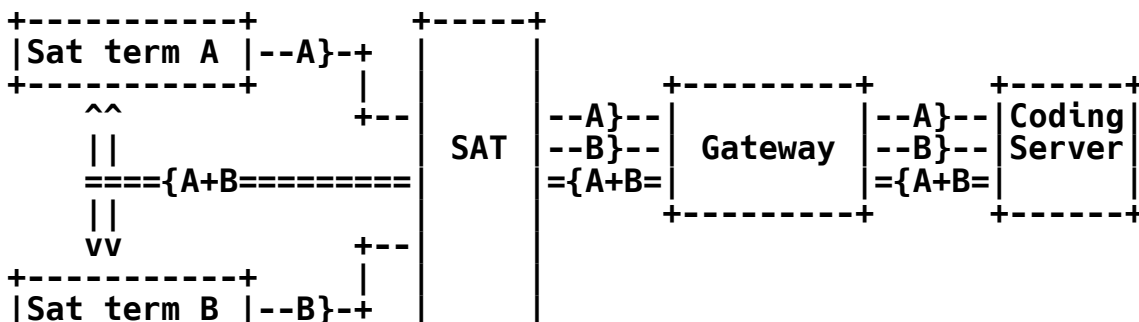 +-----------+          +-----+
|Sat term A |--A}-+    |     |
+-----------+     |    |     |      +---------+      +------+
    ^^            +--|     |--A}--|         |--A}--|Coding|
    ||               | SAT |--B}--| Gateway |--B}--|Server|
    ====={A+B=========|     |={A+B=|         |={A+B=|      |
    ||               |     |      +---------+      +------+
    vv            +--|     |
+-----------+     |  |     |
|Sat term B |--B}-+  |     |